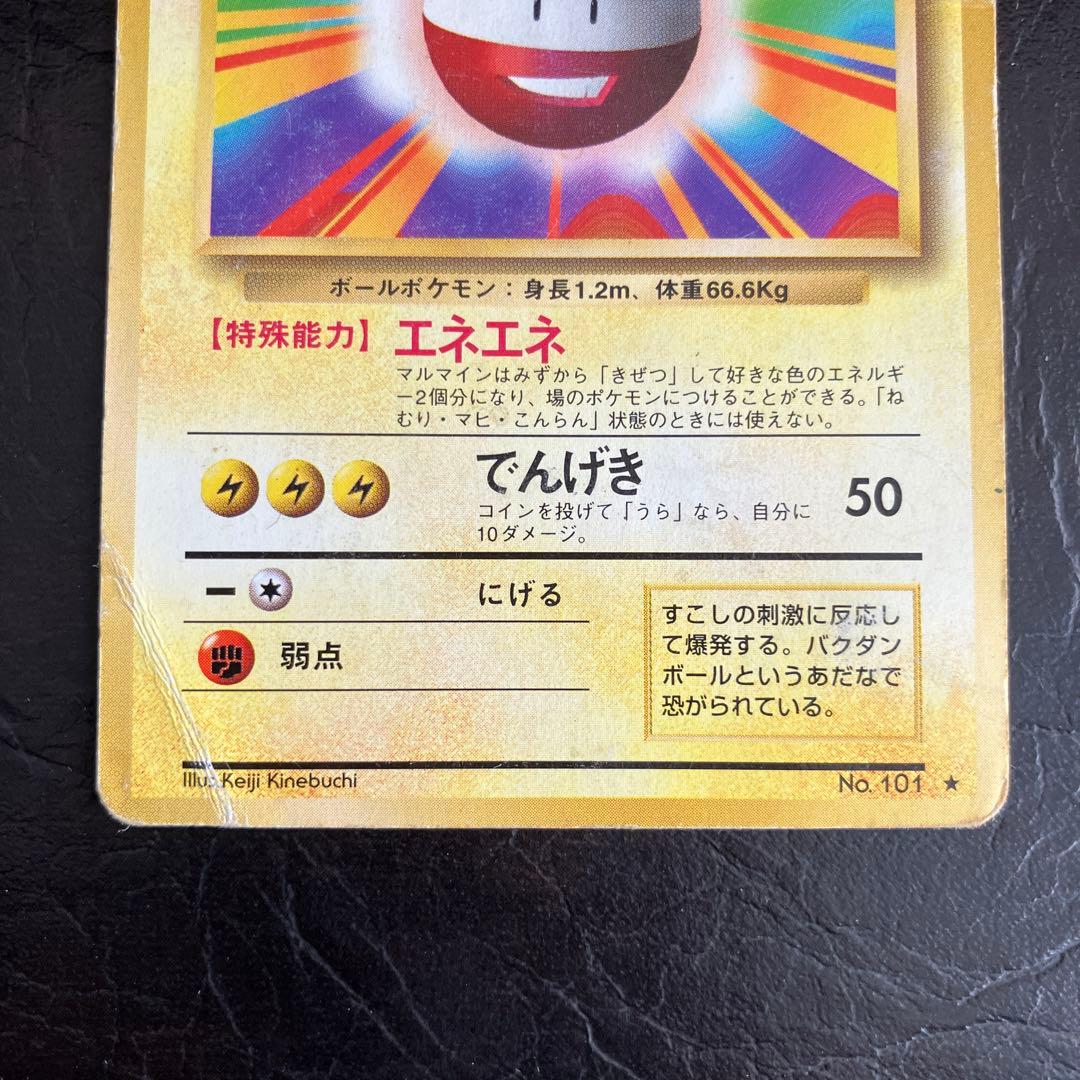 ボールポケモン：身長1.2m、体重66.6Kg
【特殊能力】 エネエネ
マルマインはみずから「きぜつ」して好きな色のエネルギ
ー2個分になり、場のポケモンにつけることができる。「ね
むり・マヒ・こんらん」状態のときには使えない。
でんげき 50
コインを投げて「うら」なら、自分に
10ダメージ。
ー にげる
弱点
すこしの刺激に反応し
て爆発する。バクダン
ボールというあだなで
恐がられている。
Illus.Keiji Kinebuchi
No. 101 ★